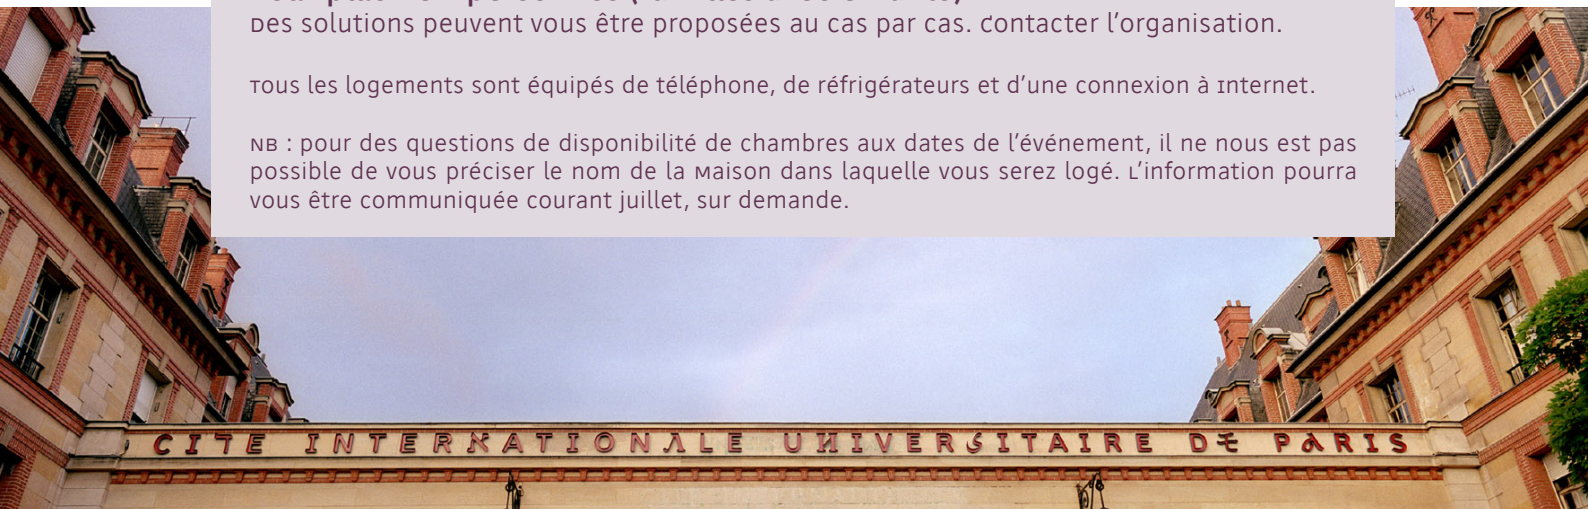 Des solutions peuvent vous être proposées au cas par cas. Contacter l'organisation.
Tous les logements sont équipés de téléphone, de réfrigérateurs et d'une connexion à Internet.
NB : pour des questions de disponibilité de chambres aux dates de l'événement, il ne nous est pas
possible de vous préciser le nom de la Maison dans laquelle vous serez logé. L'information pourra
vous être communiquée courant juillet, sur demande.
CITE INTERNATIONALE UNIVERSITAIRE DE PARIS